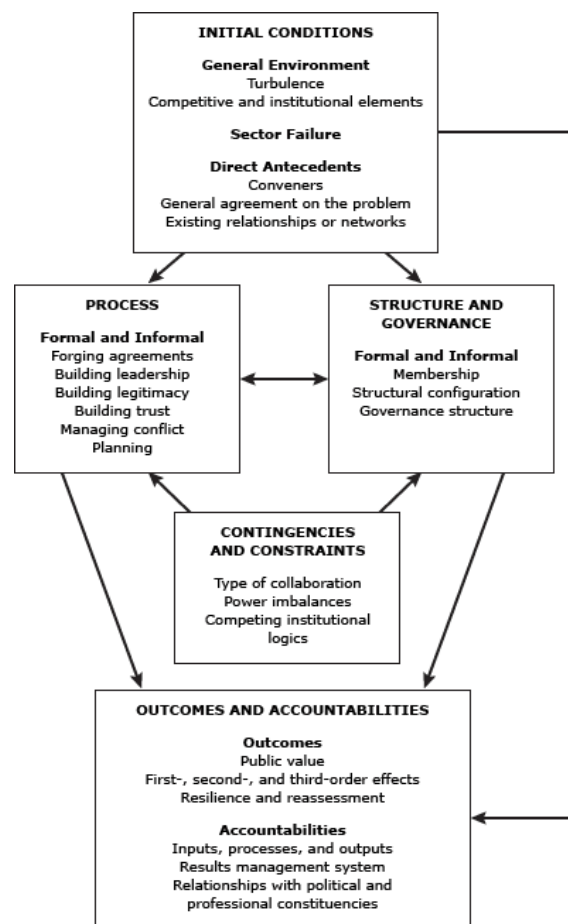 INITIAL CONDITIONS
General Environment
Turbulence
Competitive and institutional elements
Sector Failure
Direct Antecedents
Conveners
General agreement on the problem
Existing relationships or networks
PROCESS
Formal and Informal
Forging agreements
Building leadership
Building legitimacy
Building trust
Managing conflict
Planning
STRUCTURE AND
GOVERNANCE
Formal and Informal
Membership
Structural configuration
Governance structure
CONTINGENCIES
AND CONSTRAINTS
Type of collaboration
Power imbalances
Competing institutional
logics
OUTCOMES AND ACCOUNTABILITIES
Outcomes
Public value
First-, second-, and third-order effects
Resilience and reassessment
Accountabilities
Inputs, processes, and outputs
Results management system
Relationships with political and
professional constituencies